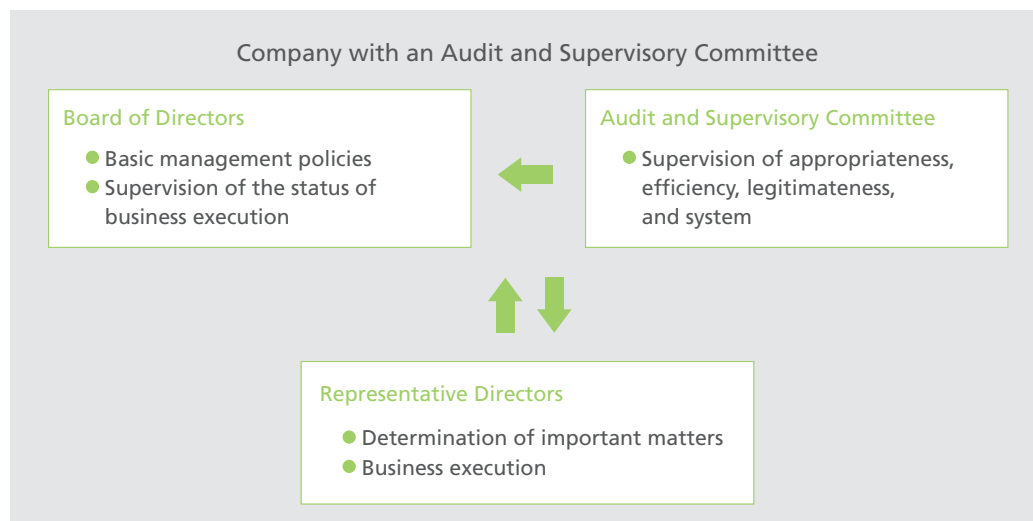 Company with an Audit and Supervisory Committee
Board of Directors
● Basic management policies
● Supervision of the status of
business execution
Audit and Supervisory Committee
● Supervision of appropriateness,
efficiency, legitimateness,
and system
Representative Directors
● Determination of important matters
● Business execution